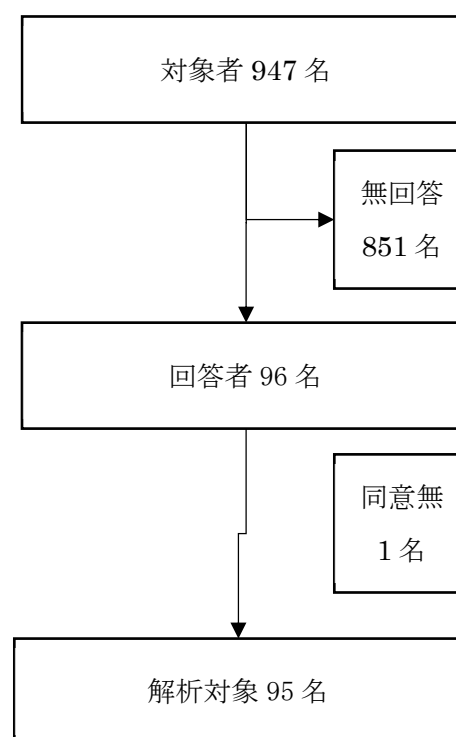 対象者 947 名
無回答
851 名
回答者 96 名
同意無
1 名
解析対象 95 名